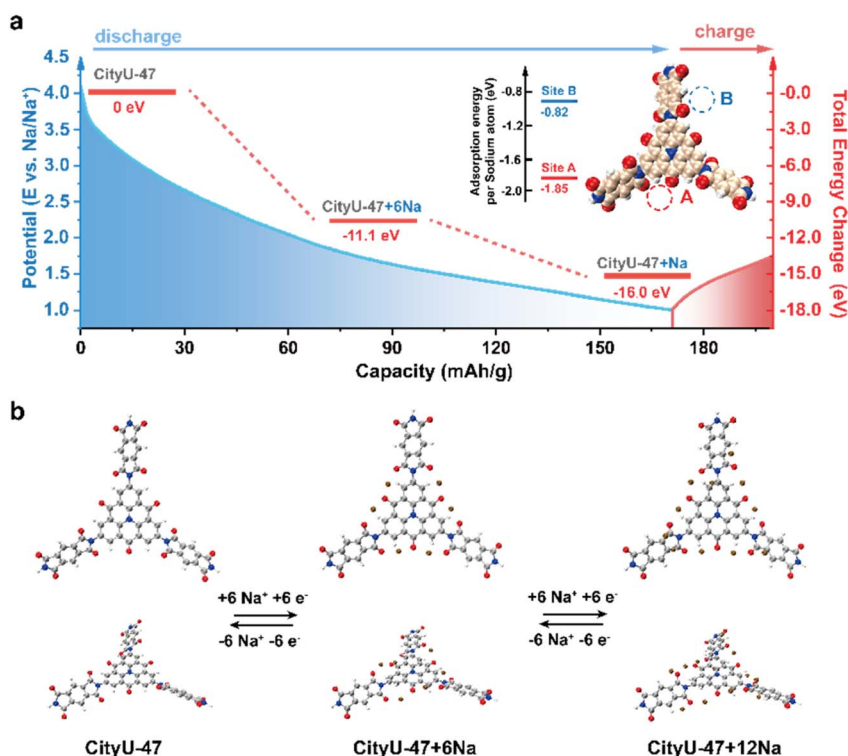 a
discharge
charge
4.5
4.0
3.5
3.0
2.5
2.0
1.5
1.0
Potential (E vs. Na/Na⁺)
CityU-47
0 eV
CityU-47+6Na
-11.1 eV
CityU-47+Na
-16.0 eV
Adsorption energy
per Sodium atom (eV)
-0.8
-1.2
-1.6
-2.0
Site B
-0.82
Site A
-1.85
B
A
-0.0
-3.0
-6.0
-9.0
-12.0
-15.0
-18.0
Total Energy Change (eV)
0 30 60 90 120 150 180
Capacity (mAh/g)
b
+6 Na⁺ +6 e⁻
-6 Na⁺ -6 e⁻
+6 Na⁺ +6 e⁻
-6 Na⁺ -6 e⁻
CityU-47 CityU-47+6Na CityU-47+12Na